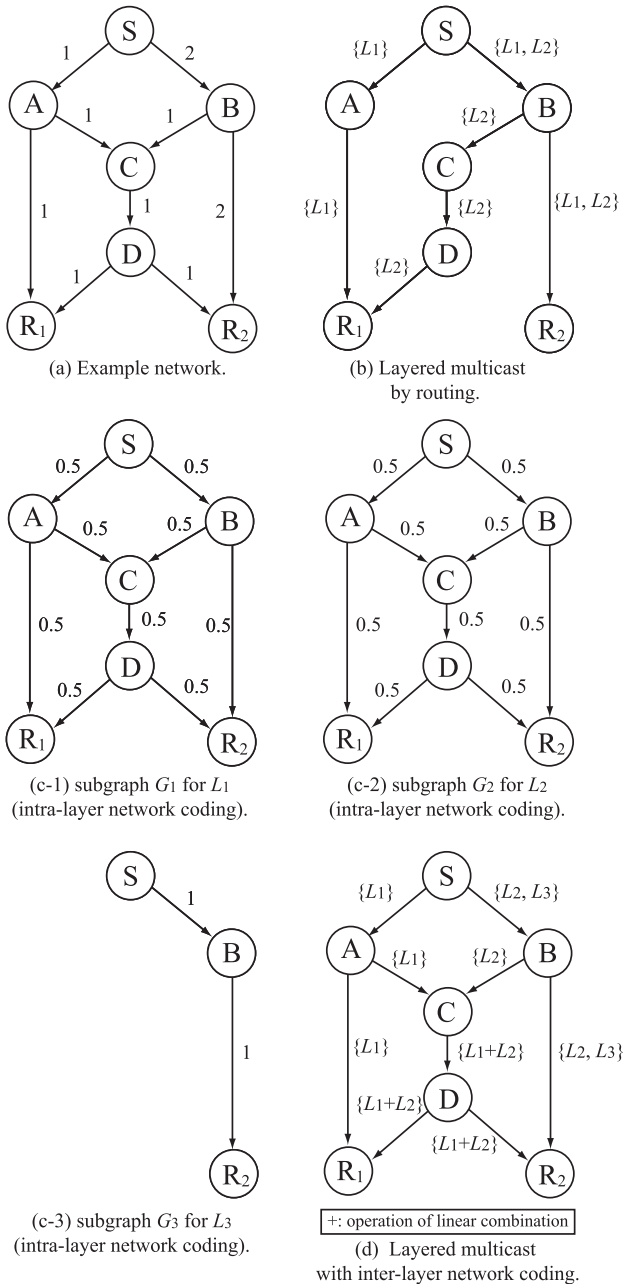 S
1
2
A
B
1
1
C
1
1
2
D
1
1
R1
R2
(a) Example network.
S
{L1}
{L1, L2}
A
B
{L2}
C
{L1}
{L2}
{L1, L2}
D
{L2}
R1
R2
(b) Layered multicast
by routing.
S
0.5
0.5
A
B
0.5
0.5
C
0.5
0.5
0.5
D
0.5
0.5
R1
R2
(c-1) subgraph G1 for L1
(intra-layer network coding).
S
0.5
0.5
A
B
0.5
0.5
C
0.5
0.5
0.5
D
0.5
0.5
R1
R2
(c-2) subgraph G2 for L2
(intra-layer network coding).
S
1
B
1
R2
(c-3) subgraph G3 for L3
(intra-layer network coding).
S
{L1}
{L2, L3}
A
B
{L1}
{L2}
C
{L1}
{L1+L2}
{L2, L3}
D
{L1+L2}
{L1+L2}
R1
R2
+: operation of linear combination
(d) Layered multicast
with inter-layer network coding.